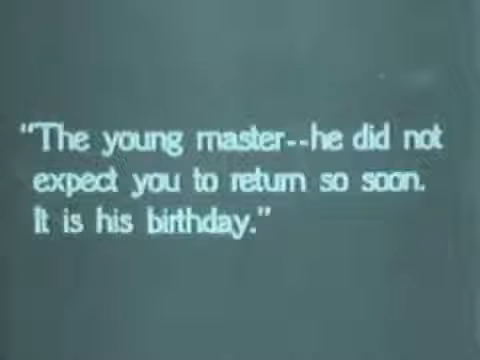 "The young master--he did not
expect you to return so soon.
It is his birthday."